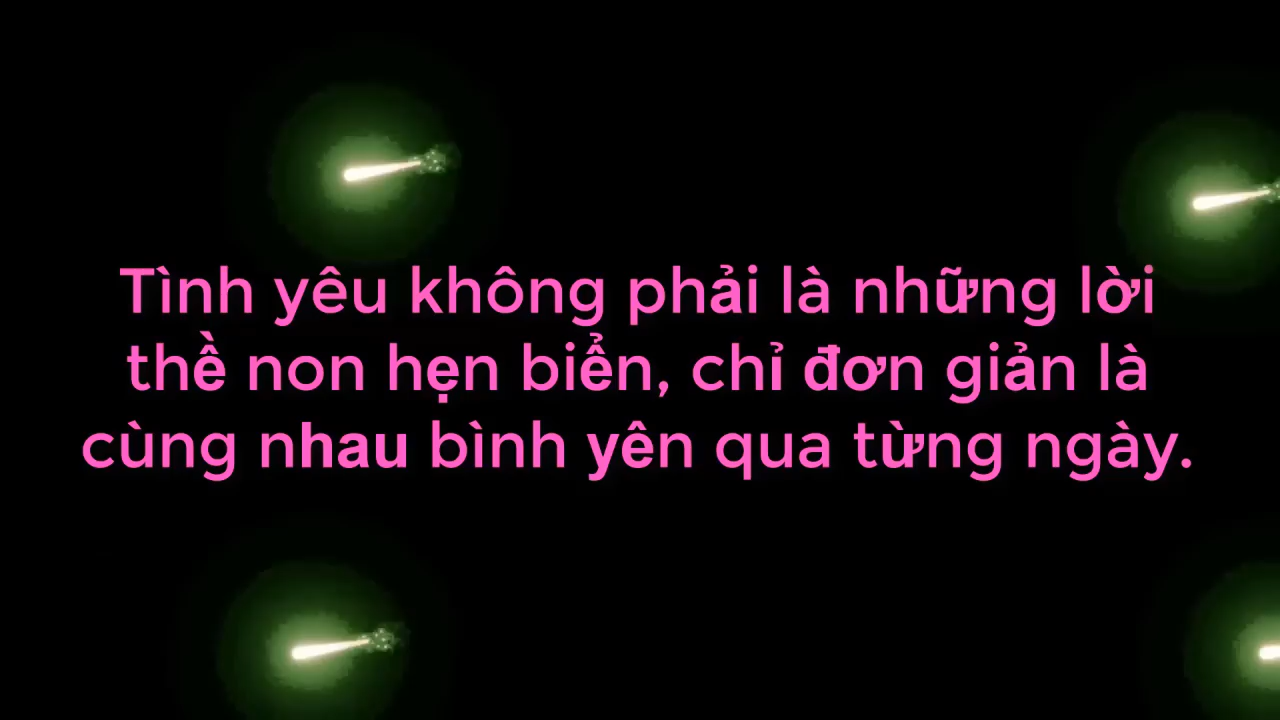 Tình yêu không phải là những lời
thề non hẹn biển, chỉ đơn giản là
cùng nhau bình yên qua từng ngày.